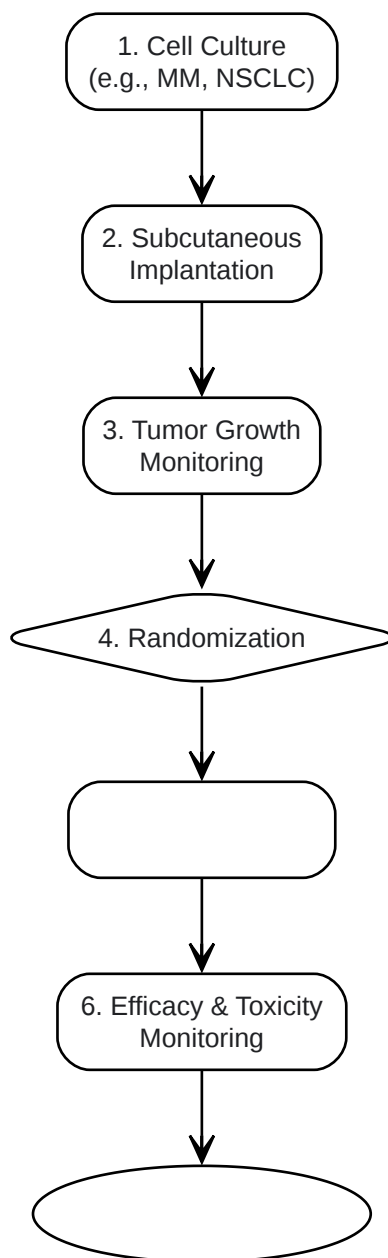 1. Cell Culture
(e.g., MM, NSCLC)
2. Subcutaneous
Implantation
3. Tumor Growth
Monitoring
4. Randomization
6. Efficacy & Toxicity
Monitoring